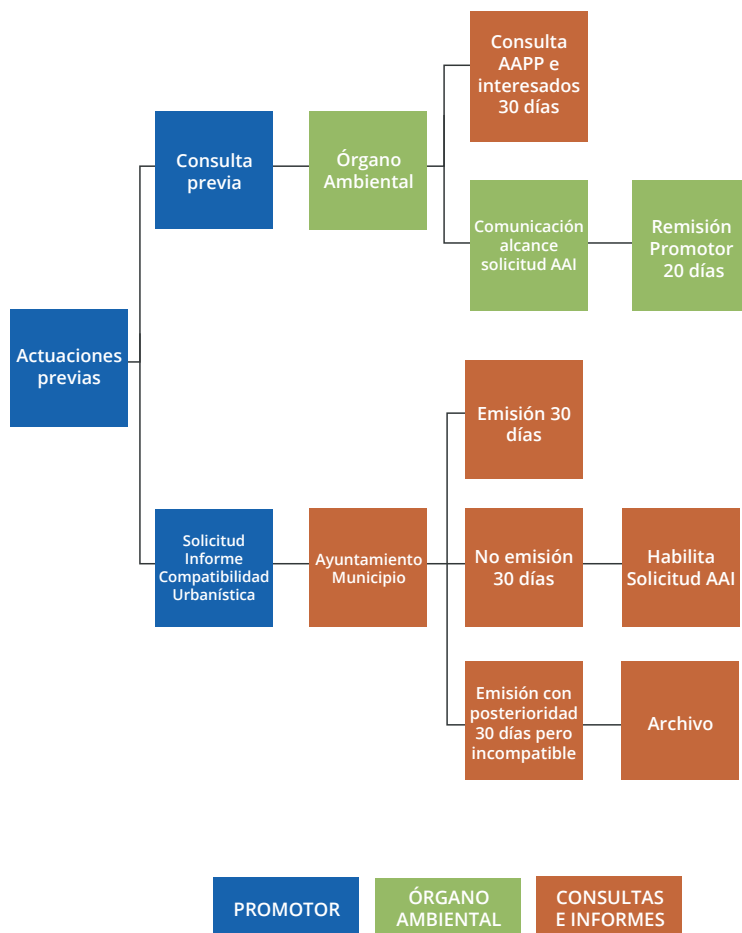 Consulta
AAPP e
interesados
30 días
Consulta
previa
Órgano
Ambiental
Comunicación
alcance
solicitud AAI
Remisión
Promotor
20 días
Actuaciones
previas
Emisión 30
días
Solicitud
Informe
Compatibilidad
Urbanística
Ayuntamiento
Municipio
No emisión
30 días
Habilita
Solicitud AAI
Emisión con
posterioridad
30 días pero
incompatible
Archivo
PROMOTOR
ÓRGANO
AMBIENTAL
CONSULTAS
E INFORMES